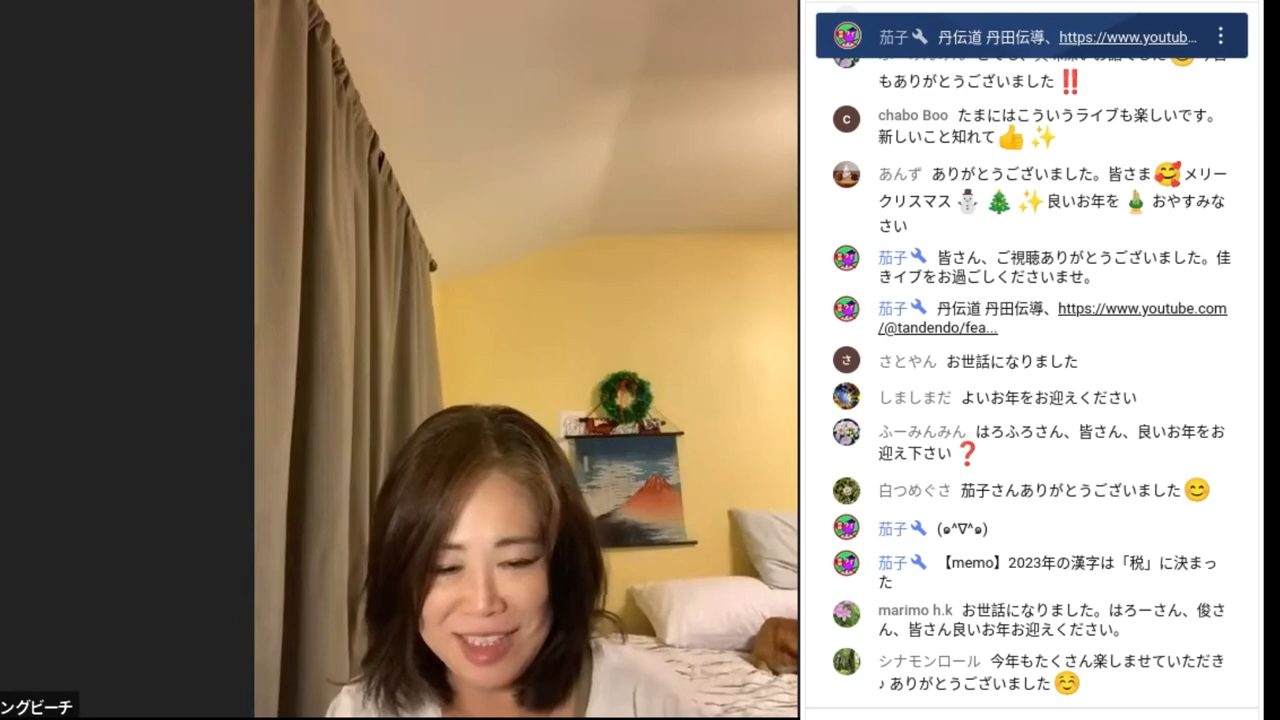 茄子 丹伝道 丹田伝導、https://www.youtub...
もありがとうございました‼️
chabo Boo たまにはこういうライブも楽しいです。
新しいこと知れて👍✨
あんず ありがとうございました。皆さま🥰メリー
クリスマス⛄🎄✨良いお年を🎍おやすみな
さい
茄子 皆さん、ご視聴ありがとうございました。佳
きイブをお過ごしくださいませ。
茄子 丹伝道 丹田伝導、https://www.youtube.com
/@tandendo/fea...
さ さとやん お世話になりました
しましまだ よいお年をお迎えください
ふーみんみん はろふろさん、皆さん、良いお年をお
迎え下さい❓
白つめぐさ 茄子さんありがとうございました😊
茄子 (๑^∇^๑)
茄子 【memo】2023年の漢字は「税」に決まっ
た
marimo h.k お世話になりました。はろーさん、俊さ
ん、皆さん良いお年お迎えください。
シナモンロール 今年もたくさん楽しませていただき
♪ ありがとうございました☺️
ングビーチ